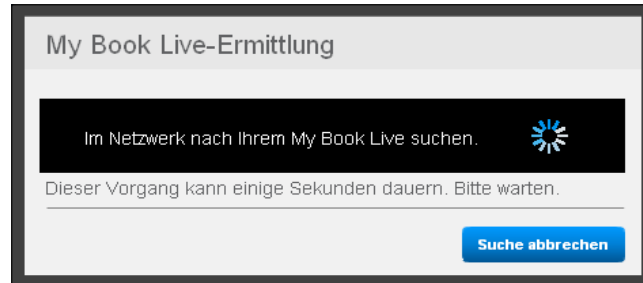 My Book Live-Ermittlung
Im Netzwerk nach Ihrem My Book Live suchen.
Dieser Vorgang kann einige Sekunden dauern. Bitte warten.
Suche abbrechen